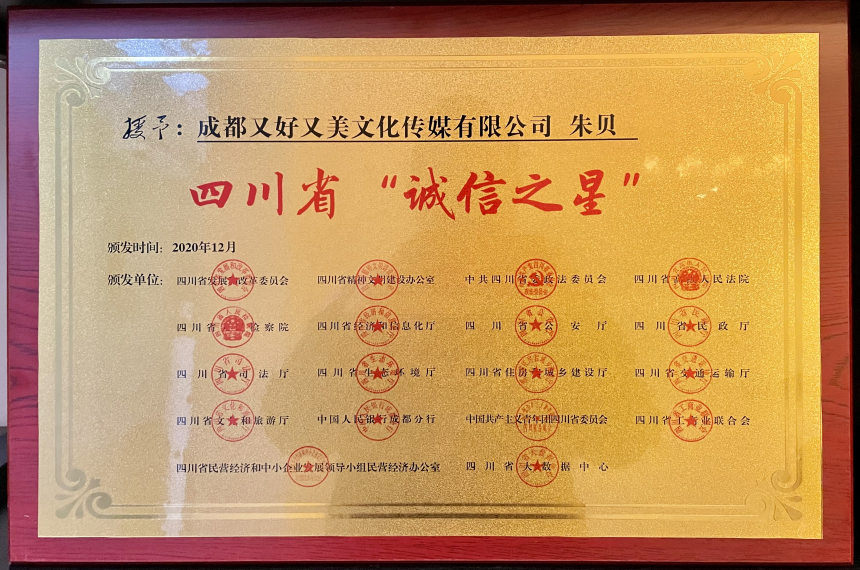 授予：成都又好又美文化传媒有限公司 朱贝
四川省“诚信之星”
颁发时间：2020年12月
颁发单位：四川省发展和改革委员会 四川省精神文明建设办公室 中共四川省委政法委员会 四川省高级人民法院
四川省人民检察院 四川省经济和信息化厅 四川省公安厅 四川省民政厅
四川省司法厅 四川省生态环境厅 四川省住房和城乡建设厅 四川省交通运输厅
四川省文化和旅游厅 中国人民银行成都分行 中国共产主义青年团四川省委员会 四川省工商业联合会
四川省民营经济和中小企业发展领导小组民营经济办公室 四川省大数据中心